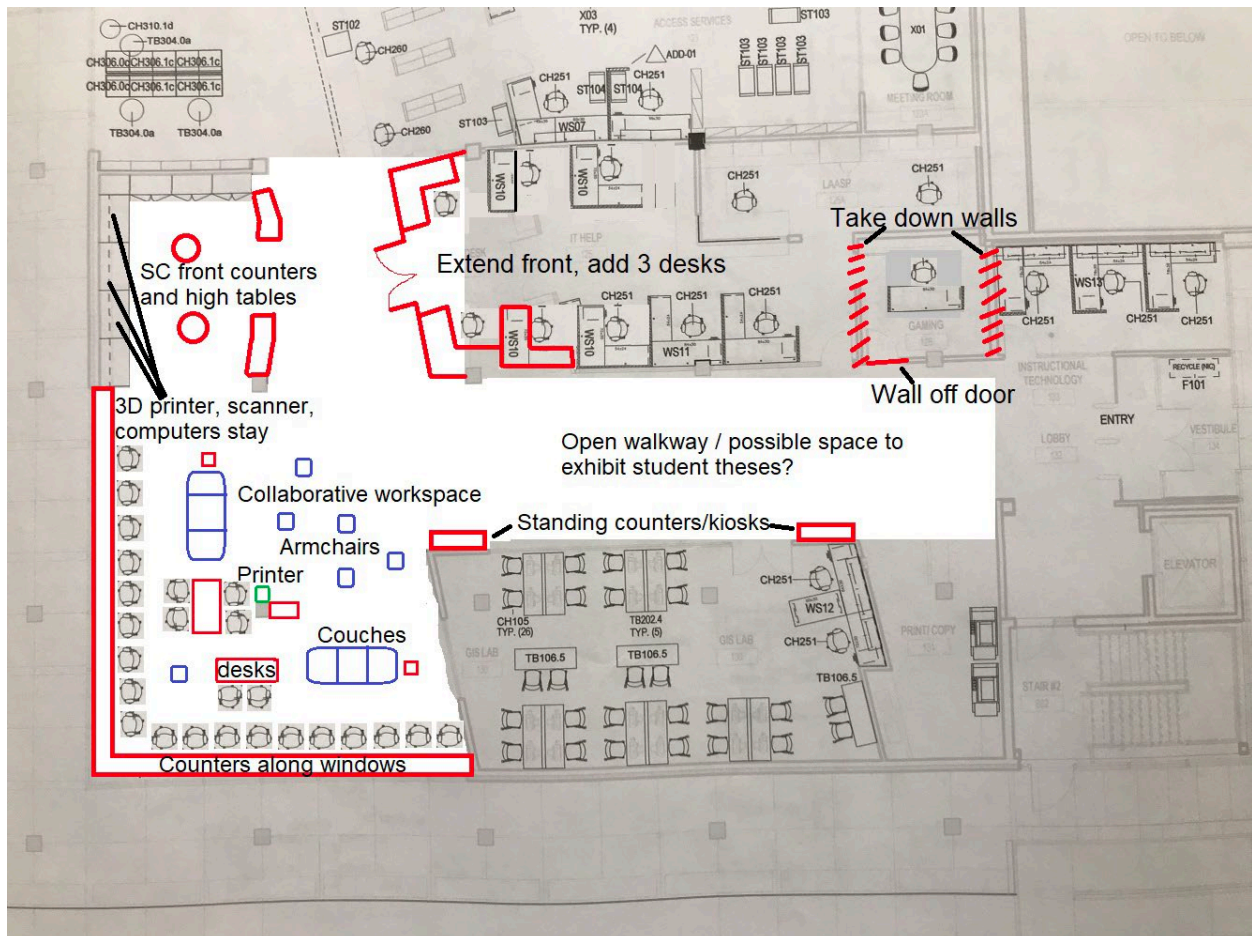 CH310.1d
TB304.0a
CH306.0c CH306.1c CH306.1c
CH306.0c CH306.1c CH306.1c
TB304.0a
TB304.0a
ST102
CH260
CH260
X03
TYP. (4)
ACCESS SERVICES
ST103
ADD-01
CH251
CH251
ST104
ST104
ST103
WS07
ST103
ST103
ST103
ST103
X01
MEETING ROOM
OPEN TO BELOW
WS10
WS10
CH251
LAASP
CH251
IT HELP
Take down walls
SC front counters
and high tables
Extend front, add 3 desks
CH251
CH251
CH251
WS10
WS10
WS11
GAMING
WS13
CH251
CH251
CH251
Wall off door
INSTRUCTIONAL
TECHNOLOGY
RECYCLE (NIC)
F101
ENTRY
LOBBY
VESTIBULE
3D printer, scanner,
computers stay
Open walkway / possible space to
exhibit student theses?
Collaborative workspace
Standing counters/kiosks
Armchairs
Printer
Couches
desks
Counters along windows
CH105
TYP. (26)
TB202.4
TYP. (5)
CH251
WS12
CH251
GIS LAB
GIS LAB
TB106.5
TB106.5
TB106.5
PRINT/ COPY
ELEVATOR
STAIR #2